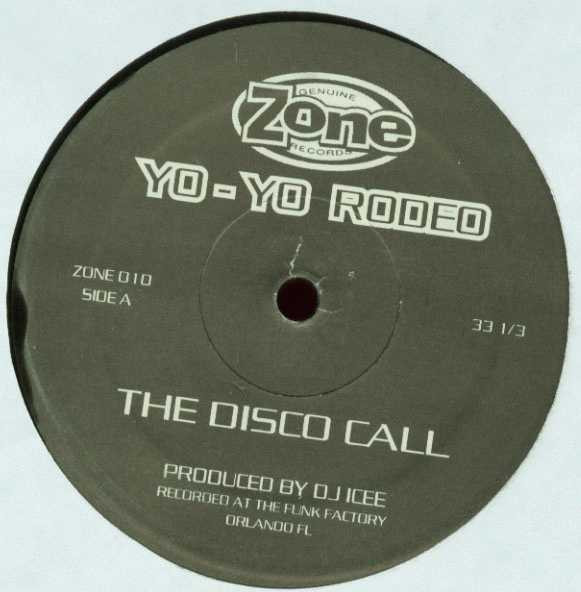 GENUINE
Zone
RECORDS
YO-YO RODEO
ZONE 010
SIDE A
33 1/3
THE DISCO CALL
PRODUCED BY DJ ICEE
RECORDED AT THE FUNK FACTORY
ORLANDO FL